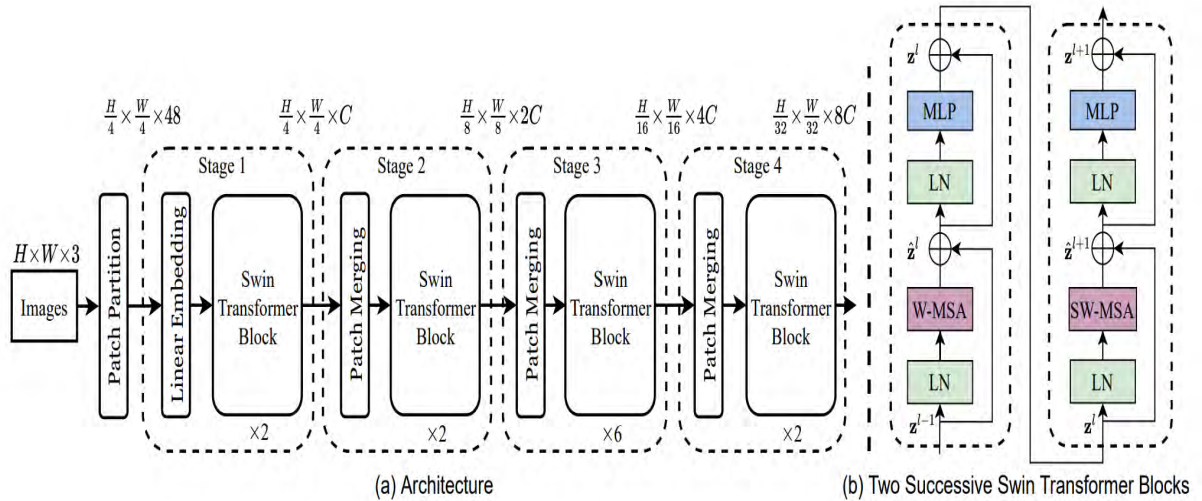 H/4 × W/4 × 48
H/4 × W/4 × C
H/8 × W/8 × 2C
H/16 × W/16 × 4C
H/32 × W/32 × 8C
H×W×3
Images
Patch Partition
Stage 1
Linear Embedding
Swin
Transformer
Block
×2
Stage 2
Patch Merging
Swin
Transformer
Block
×2
Stage 3
Patch Merging
Swin
Transformer
Block
×6
Stage 4
Patch Merging
Swin
Transformer
Block
×2
(a) Architecture
z^l
MLP
LN
ẑ^l
W-MSA
LN
z^{l-1}
z^{l+1}
MLP
LN
ẑ^{l+1}
SW-MSA
LN
z^l
(b) Two Successive Swin Transformer Blocks